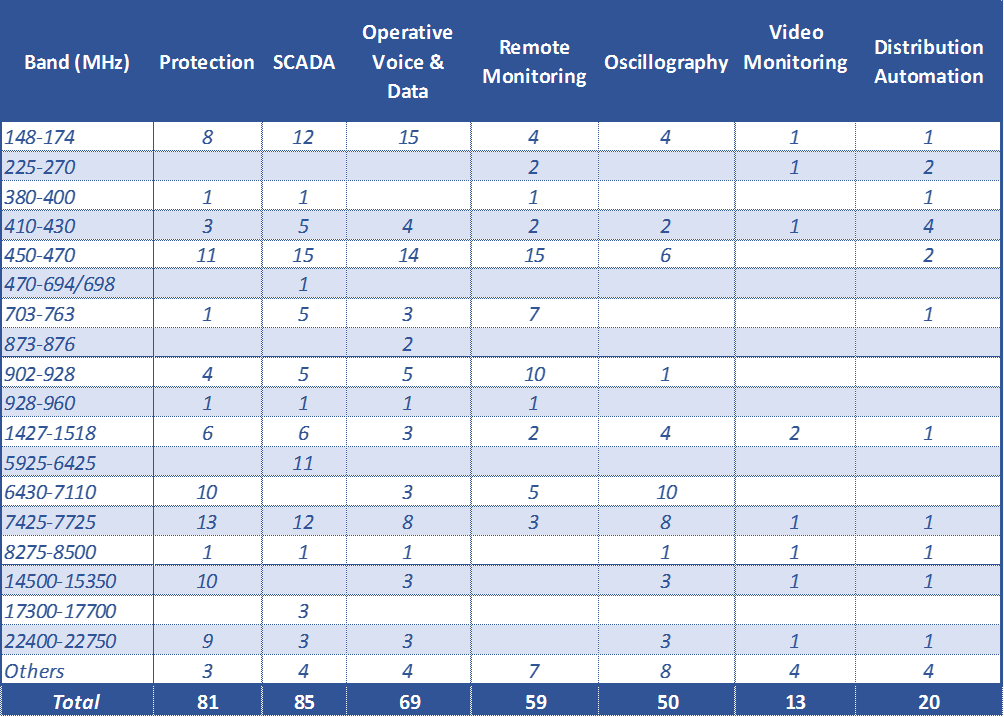 Band (MHz) Protection SCADA Operative Voice & Data Remote Monitoring Oscillography Video Monitoring Distribution Automation
148-174 8 12 15 4 4 1 1
225-270 2 1 2
380-400 1 1 1 1
410-430 3 5 4 2 2 1 4
450-470 11 15 14 15 6 2
470-694/698 1
703-763 1 5 3 7 1
873-876 2
902-928 4 5 5 10 1
928-960 1 1 1 1
1427-1518 6 6 3 2 4 2 1
5925-6425 11
6430-7110 10 3 5 10
7425-7725 13 12 8 3 8 1 1
8275-8500 1 1 1 1 1 1
14500-15350 10 3 3 1 1
17300-17700 3
22400-22750 9 3 3 3 1 1
Others 3 4 4 7 8 4 4
Total 81 85 69 59 50 13 20